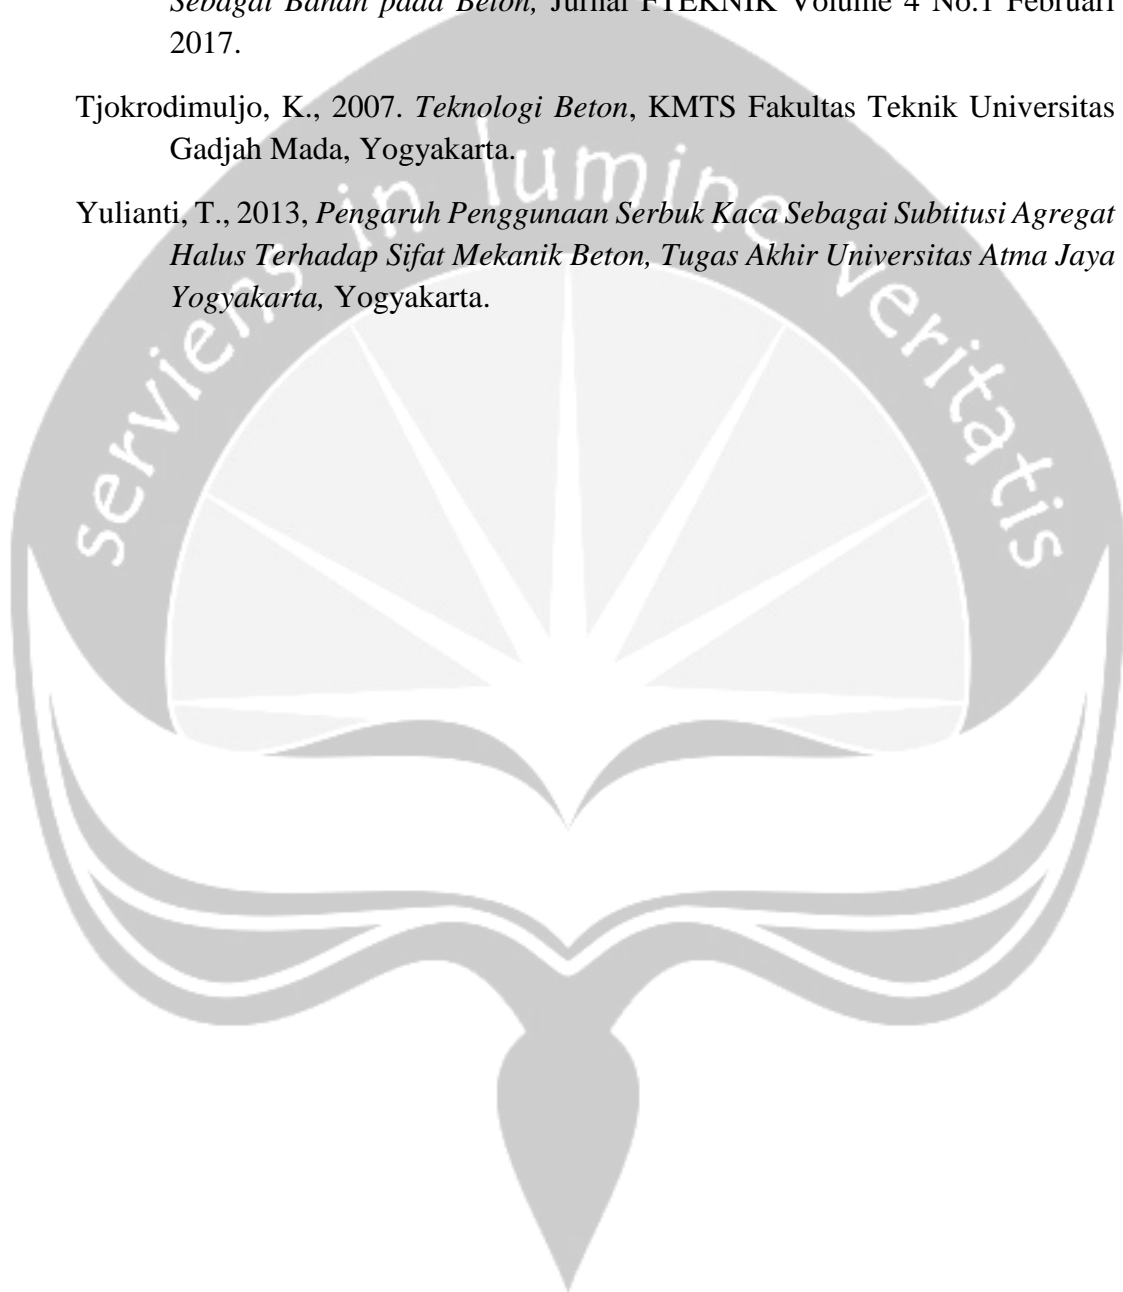 Sebagai Bahan pada Beton, Jurnal FTEKNIK Volume 4 No.1 Februari
2017.
Tjokrodimuljo, K., 2007. Teknologi Beton, KMTS Fakultas Teknik Universitas
Gadjah Mada, Yogyakarta.
Yulianti, T., 2013, Pengaruh Penggunaan Serbuk Kaca Sebagai Subtitusi Agregat
Halus Terhadap Sifat Mekanik Beton, Tugas Akhir Universitas Atma Jaya
Yogyakarta, Yogyakarta.
serviens in lumine veritatis